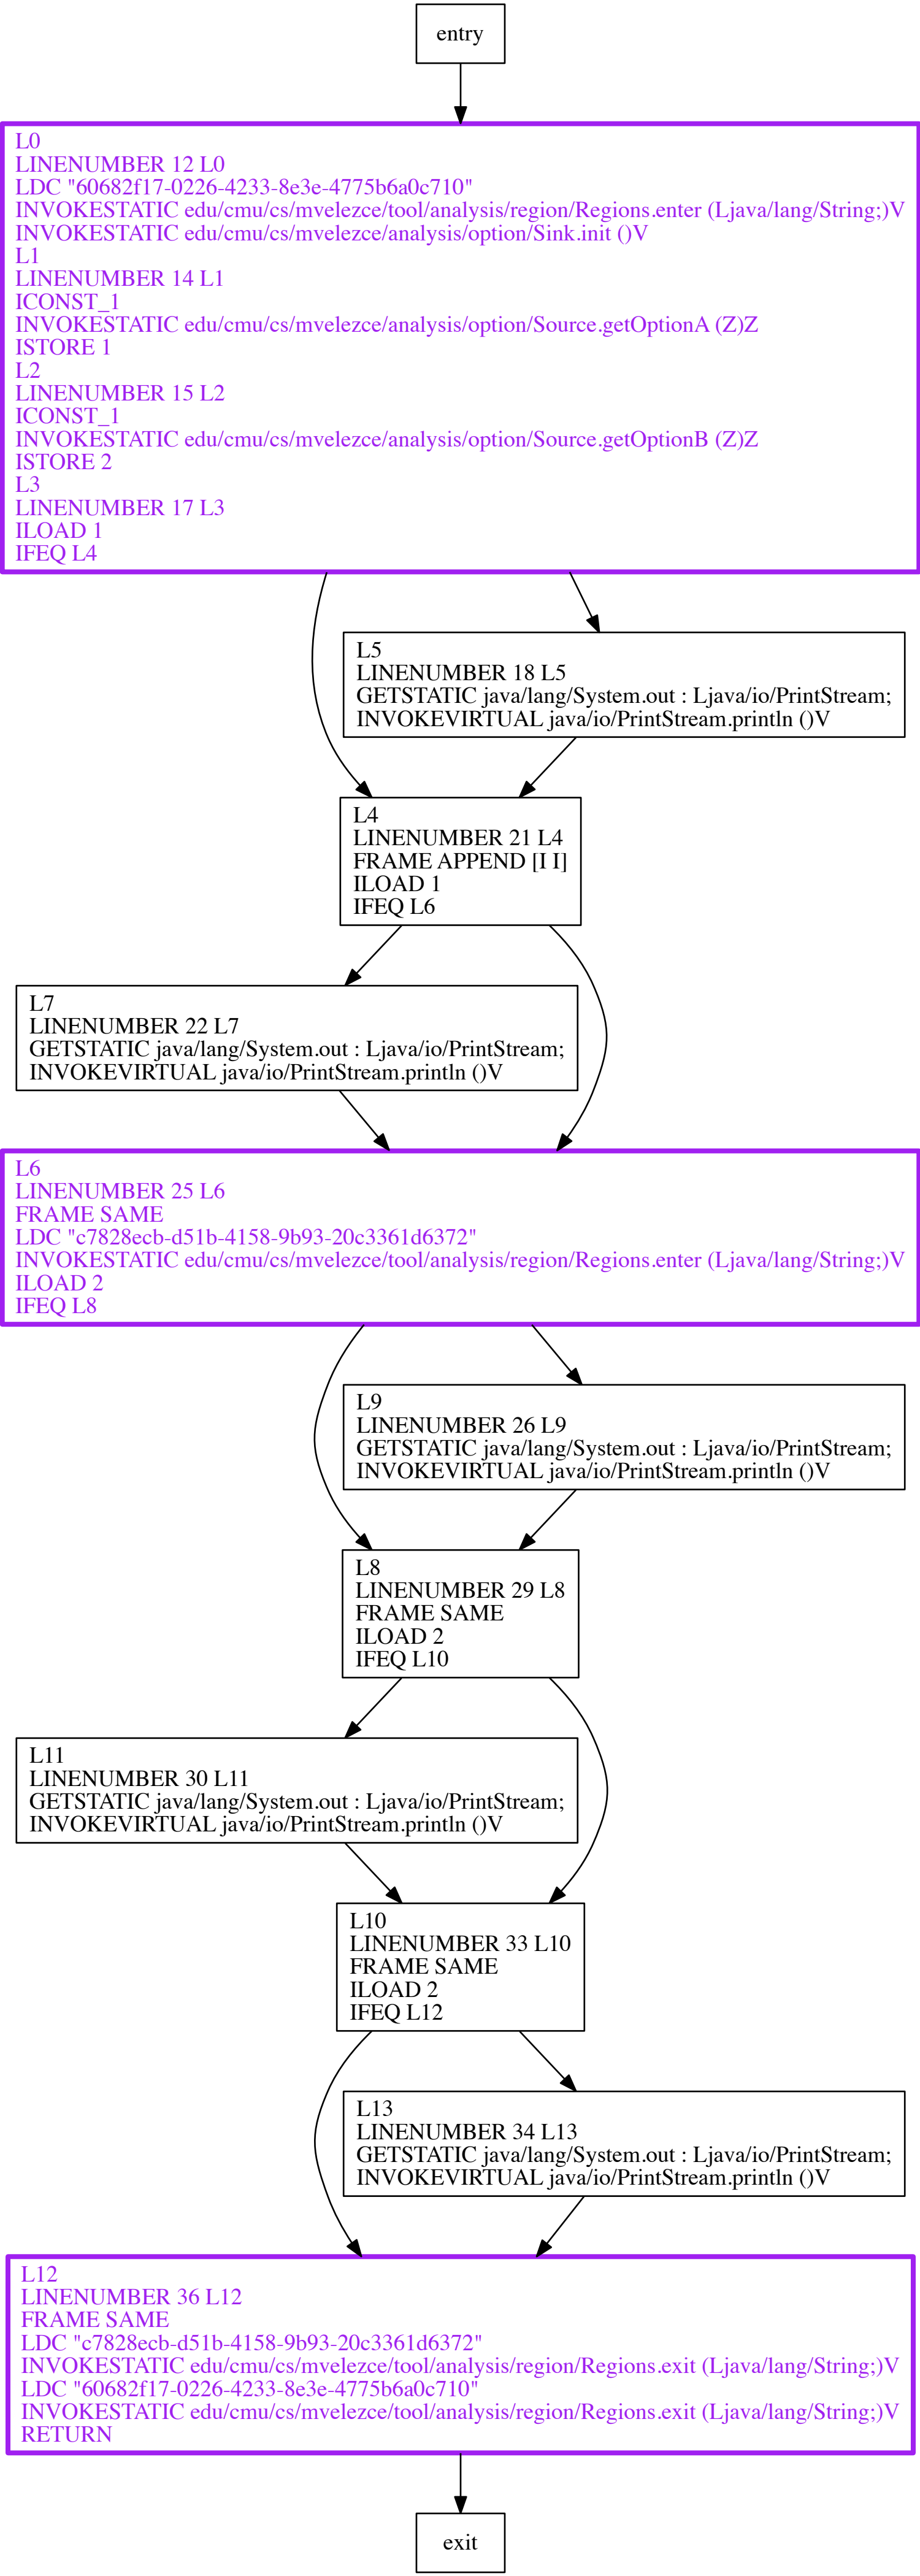 entry
L0
LINENUMBER 12 L0
LDC "60682f17-0226-4233-8e3e-4775b6a0c710"
INVOKESTATIC edu/cmu/cs/mvelezce/tool/analysis/region/Regions.enter (Ljava/lang/String;)V
INVOKESTATIC edu/cmu/cs/mvelezce/analysis/option/Sink.init ()V
L1
LINENUMBER 14 L1
ICONST_1
INVOKESTATIC edu/cmu/cs/mvelezce/analysis/option/Source.getOptionA (Z)Z
ISTORE 1
L2
LINENUMBER 15 L2
ICONST_1
INVOKESTATIC edu/cmu/cs/mvelezce/analysis/option/Source.getOptionB (Z)Z
ISTORE 2
L3
LINENUMBER 17 L3
ILOAD 1
IFEQ L4
L5
LINENUMBER 18 L5
GETSTATIC java/lang/System.out : Ljava/io/PrintStream;
INVOKEVIRTUAL java/io/PrintStream.println ()V
L4
LINENUMBER 21 L4
FRAME APPEND [I I]
ILOAD 1
IFEQ L6
L7
LINENUMBER 22 L7
GETSTATIC java/lang/System.out : Ljava/io/PrintStream;
INVOKEVIRTUAL java/io/PrintStream.println ()V
L6
LINENUMBER 25 L6
FRAME SAME
LDC "c7828ecb-d51b-4158-9b93-20c3361d6372"
INVOKESTATIC edu/cmu/cs/mvelezce/tool/analysis/region/Regions.enter (Ljava/lang/String;)V
ILOAD 2
IFEQ L8
L9
LINENUMBER 26 L9
GETSTATIC java/lang/System.out : Ljava/io/PrintStream;
INVOKEVIRTUAL java/io/PrintStream.println ()V
L8
LINENUMBER 29 L8
FRAME SAME
ILOAD 2
IFEQ L10
L11
LINENUMBER 30 L11
GETSTATIC java/lang/System.out : Ljava/io/PrintStream;
INVOKEVIRTUAL java/io/PrintStream.println ()V
L10
LINENUMBER 33 L10
FRAME SAME
ILOAD 2
IFEQ L12
L13
LINENUMBER 34 L13
GETSTATIC java/lang/System.out : Ljava/io/PrintStream;
INVOKEVIRTUAL java/io/PrintStream.println ()V
L12
LINENUMBER 36 L12
FRAME SAME
LDC "c7828ecb-d51b-4158-9b93-20c3361d6372"
INVOKESTATIC edu/cmu/cs/mvelezce/tool/analysis/region/Regions.exit (Ljava/lang/String;)V
LDC "60682f17-0226-4233-8e3e-4775b6a0c710"
INVOKESTATIC edu/cmu/cs/mvelezce/tool/analysis/region/Regions.exit (Ljava/lang/String;)V
RETURN
exit